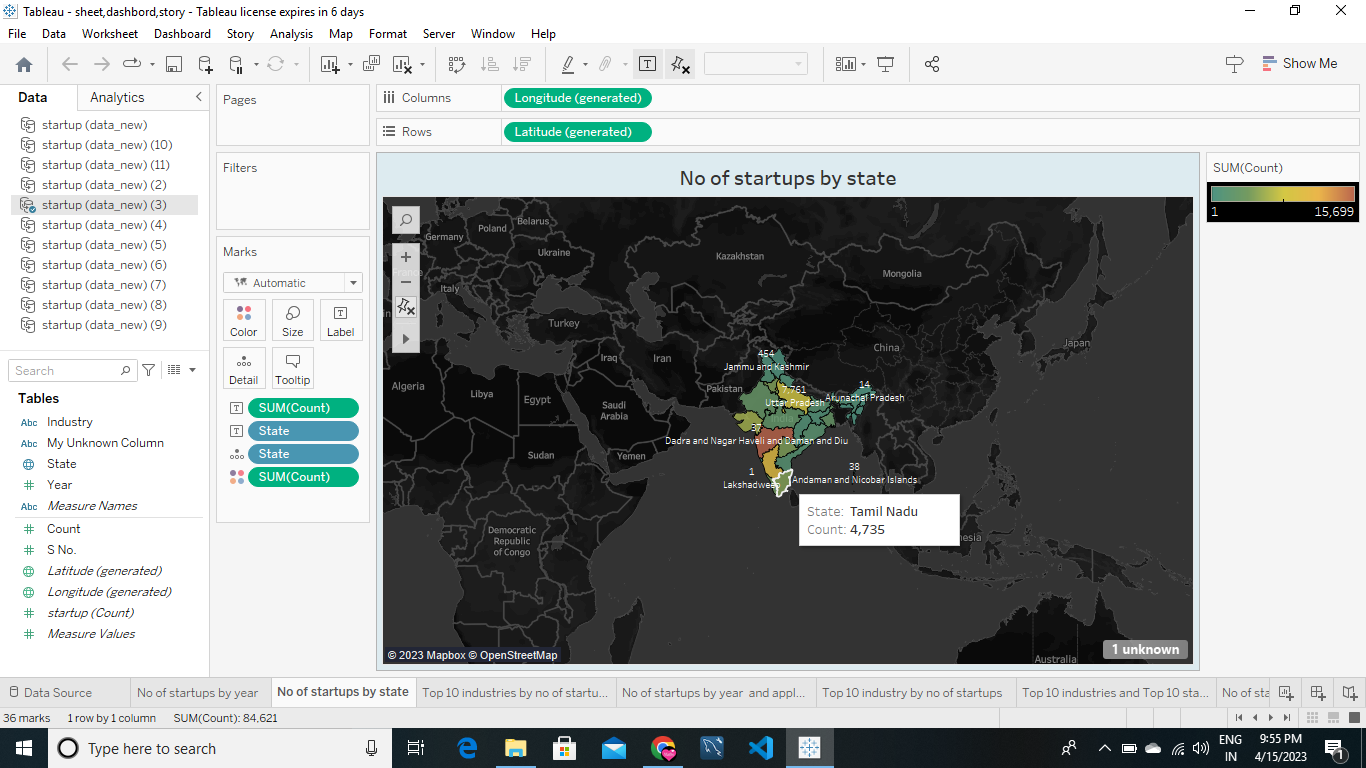 Tableau - sheet,dashbord,story - Tableau license expires in 6 days
File Data Worksheet Dashboard Story Analysis Map Format Server Window Help
Show Me
Data Analytics
startup (data_new)
startup (data_new) (10)
startup (data_new) (11)
startup (data_new) (2)
startup (data_new) (3)
startup (data_new) (4)
startup (data_new) (5)
startup (data_new) (6)
startup (data_new) (7)
startup (data_new) (8)
startup (data_new) (9)
Search
Tables
Abc Industry
Abc My Unknown Column
State
Year
Abc Measure Names
Count
S No.
Latitude (generated)
Longitude (generated)
startup (Count)
Measure Values
Pages
Filters
Marks
Automatic
Color Size Label
Detail Tooltip
SUM(Count)
State
State
SUM(Count)
Columns Longitude (generated)
Rows Latitude (generated)
No of startups by state
Belarus
Poland
Germany
Ukraine
Kazakhstan
Mongolia
France
Italy
Turkey
Japan
China
Iraq
Iran
454
Jammu and Kashmir
Algeria
Libya
Egypt
Pakistan
7,761
Uttar Pradesh
14
Arunachal Pradesh
Saudi
Arabia
37
Dadra and Nagar Haveli and Daman and Diu
Sudan
Yemen
1
Lakshadweep
38
Andaman and Nicobar Islands
State: Tamil Nadu
Count: 4,735
Democratic
Republic
of Congo
Australia
© 2023 Mapbox © OpenStreetMap
1 unknown
SUM(Count)
1 15,699
Data Source
No of startups by year
No of startups by state
Top 10 industries by no of startu...
No of startups by year and appl...
Top 10 industry by no of startups
Top 10 industries and Top 10 sta...
No of sta
36 marks 1 row by 1 column SUM(Count): 84,621
Type here to search
ENG
IN
9:55 PM
4/15/2023
1